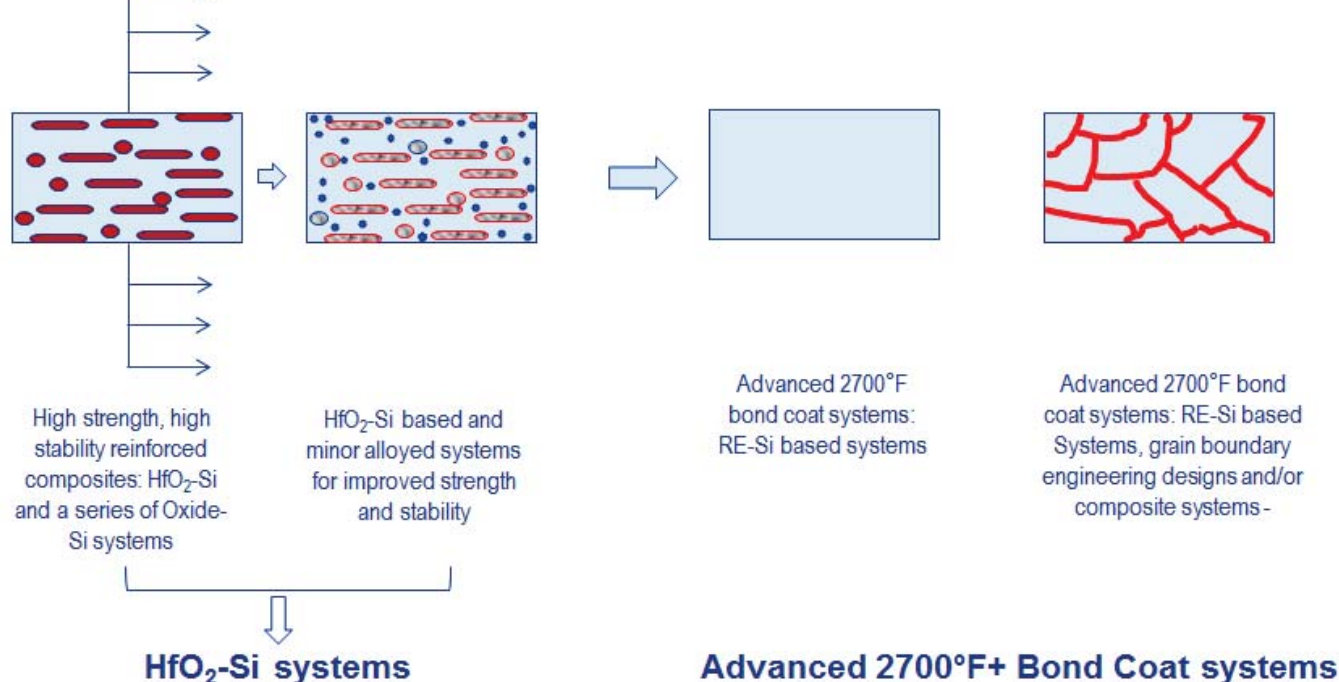 High strength, high
stability reinforced
composites: HfO₂-Si
and a series of Oxide-
Si systems
HfO₂-Si based and
minor alloyed systems
for improved strength
and stability
Advanced 2700°F
bond coat systems:
RE-Si based systems
Advanced 2700°F bond
coat systems: RE-Si based
Systems, grain boundary
engineering designs and/or
composite systems -
HfO₂-Si systems
Advanced 2700°F+ Bond Coat systems